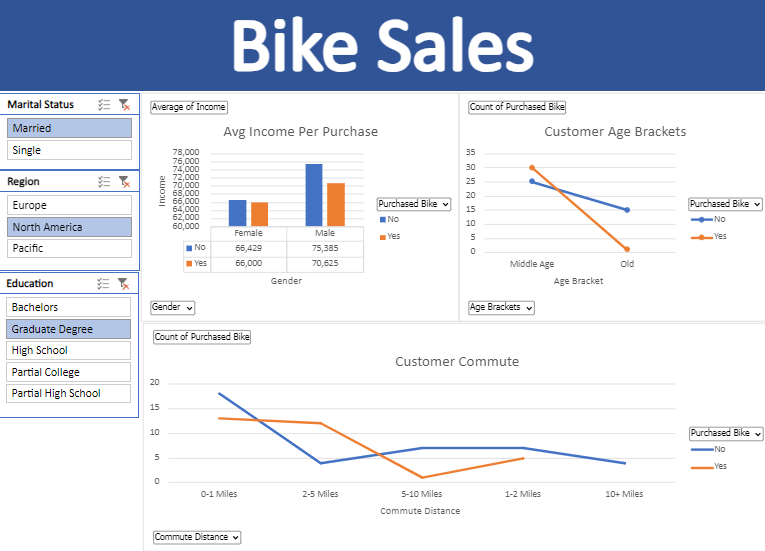 Bike Sales
Marital Status
Married
Single
Region
Europe
North America
Pacific
Education
Bachelors
Graduate Degree
High School
Partial College
Partial High School
Average of Income
Avg Income Per Purchase
78,000
76,000
74,000
72,000
70,000
68,000
66,000
64,000
62,000
60,000
Income
Female
Male
No 66,429 75,385
Yes 66,000 70,625
Gender
Purchased Bike
No
Yes
Gender
Count of Purchased Bike
Customer Age Brackets
35
30
25
20
15
10
5
0
Middle Age
Old
Age Bracket
Purchased Bike
No
Yes
Age Brackets
Count of Purchased Bike
Customer Commute
20
15
10
5
0
0-1 Miles
2-5 Miles
5-10 Miles
1-2 Miles
10+ Miles
Commute Distance
Purchased Bike
No
Yes
Commute Distance